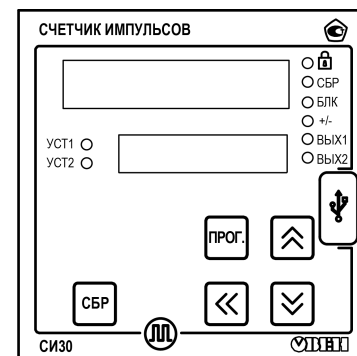 СЧЕТЧИК ИМПУЛЬСОВ
СБР
БЛК
+/-
УСТ1
ВЫХ1
УСТ2
ВЫХ2
ПРОГ.
СБР
СИ30
ОВЕН